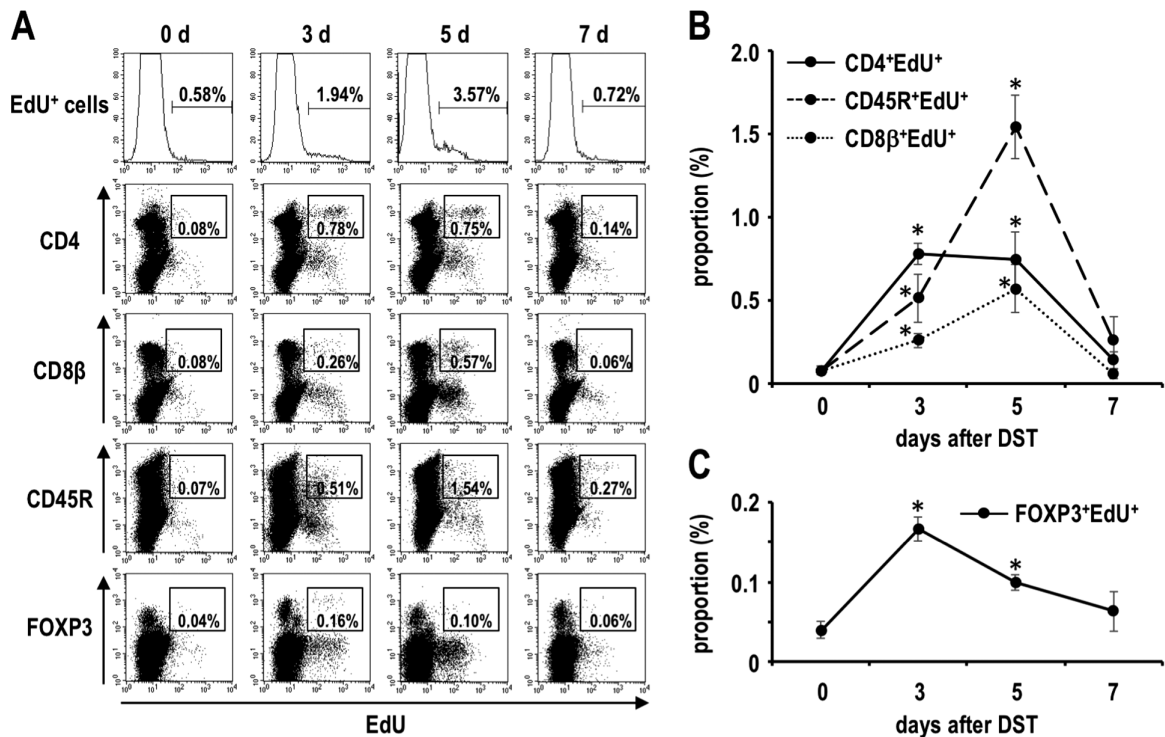 A
0 d 3 d 5 d 7 d
EdU⁺ cells
0.58% 1.94% 3.57% 0.72%
CD4
0.08% 0.78% 0.75% 0.14%
CD8β
0.08% 0.26% 0.57% 0.06%
CD45R
0.07% 0.51% 1.54% 0.27%
FOXP3
0.04% 0.16% 0.10% 0.06%
EdU
B
CD4⁺EdU⁺
CD45R⁺EdU⁺
CD8β⁺EdU⁺
proportion (%)
2.0
1.5
1.0
0.5
0
* * * * * *
0 3 5 7
days after DST
C
FOXP3⁺EdU⁺
proportion (%)
0.2
0.1
0
* *
0 3 5 7
days after DST